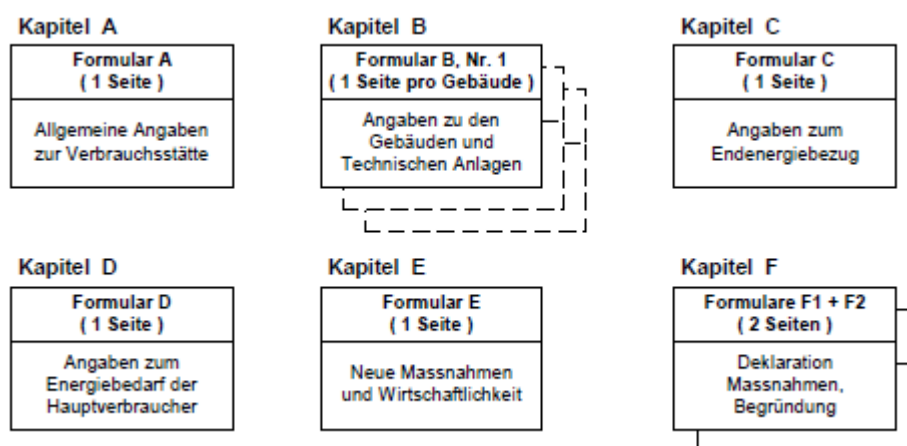 Kapitel A
Formular A
( 1 Seite )
Allgemeine Angaben
zur Verbrauchsstätte
Kapitel B
Formular B, Nr. 1
( 1 Seite pro Gebäude )
Angaben zu den
Gebäuden und
Technischen Anlagen
Kapitel C
Formular C
( 1 Seite )
Angaben zum
Endenergiebezug
Kapitel D
Formular D
( 1 Seite )
Angaben zum
Energiebedarf der
Hauptverbraucher
Kapitel E
Formular E
( 1 Seite )
Neue Massnahmen
und Wirtschaftlichkeit
Kapitel F
Formulare F1 + F2
( 2 Seiten )
Deklaration
Massnahmen,
Begründung